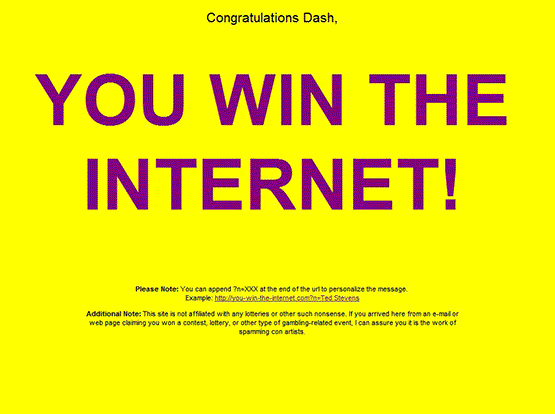 Congratulations Dash,
YOU WIN THE
INTERNET!
Please Note: You can append ?n=XXX at the end of the url to personalize the message.
Example: http://you-win-the-internet.com?n=Ted Stevens
Additional Note: This site is not affiliated with any lotteries or other such nonsense. If you arrived here from an e-mail or
web page claiming you won a contest, lottery, or other type of gambling-related event, I can assure you it is the work of
spamming con artists.